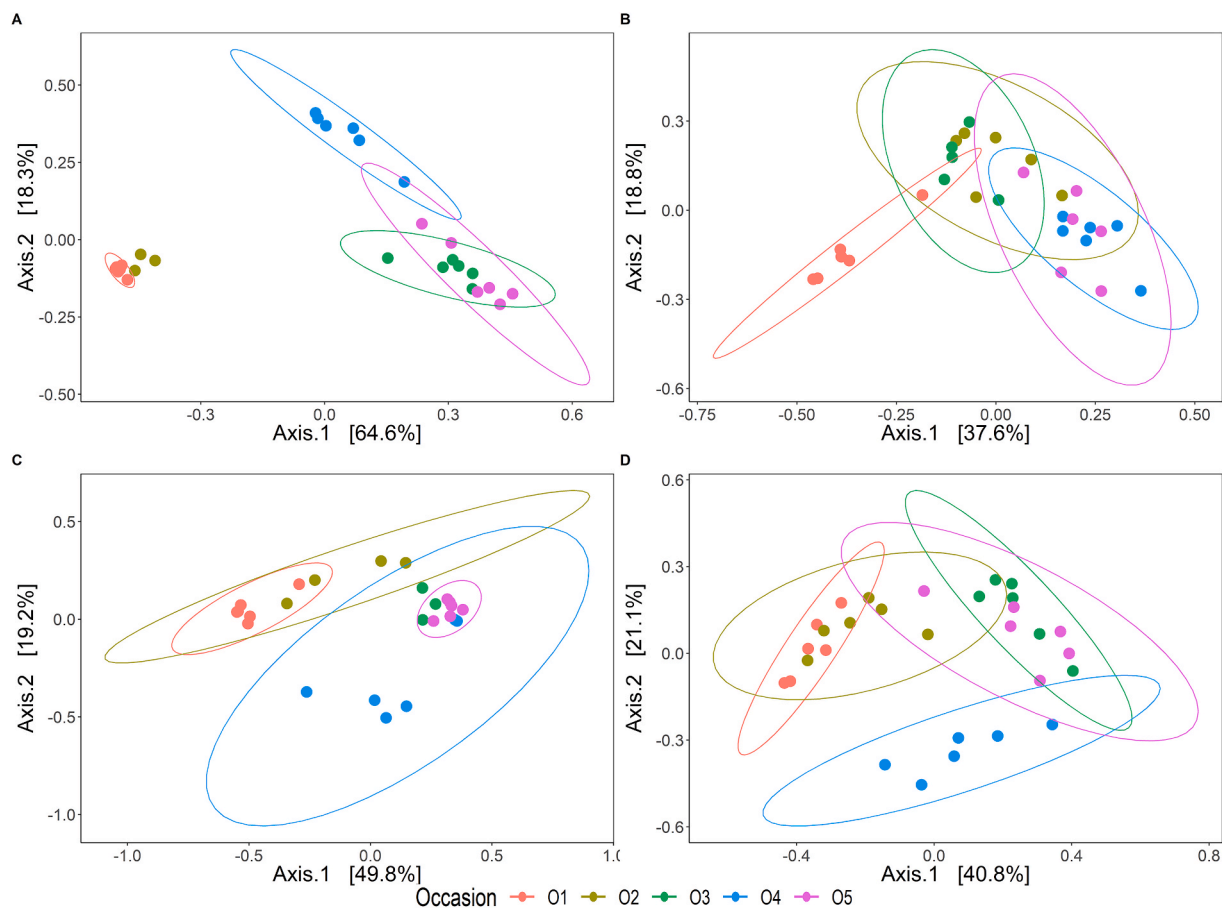 A
B
Axis.2 [18.3%]
0.50
0.25
0.00
-0.25
-0.50
-0.3
0.0
0.3
0.6
Axis.1 [64.6%]
Axis.2 [18.8%]
0.3
0.0
-0.3
-0.6
-0.75
-0.50
-0.25
0.00
0.25
0.50
Axis.1 [37.6%]
C
D
Axis.2 [19.2%]
0.5
0.0
-0.5
-1.0
-1.0
-0.5
0.0
0.5
1.0
Axis.1 [49.8%]
Axis.2 [21.1%]
0.6
0.3
0.0
-0.3
-0.6
-0.4
0.0
0.4
0.8
Axis.1 [40.8%]
Occasion O1 O2 O3 O4 O5